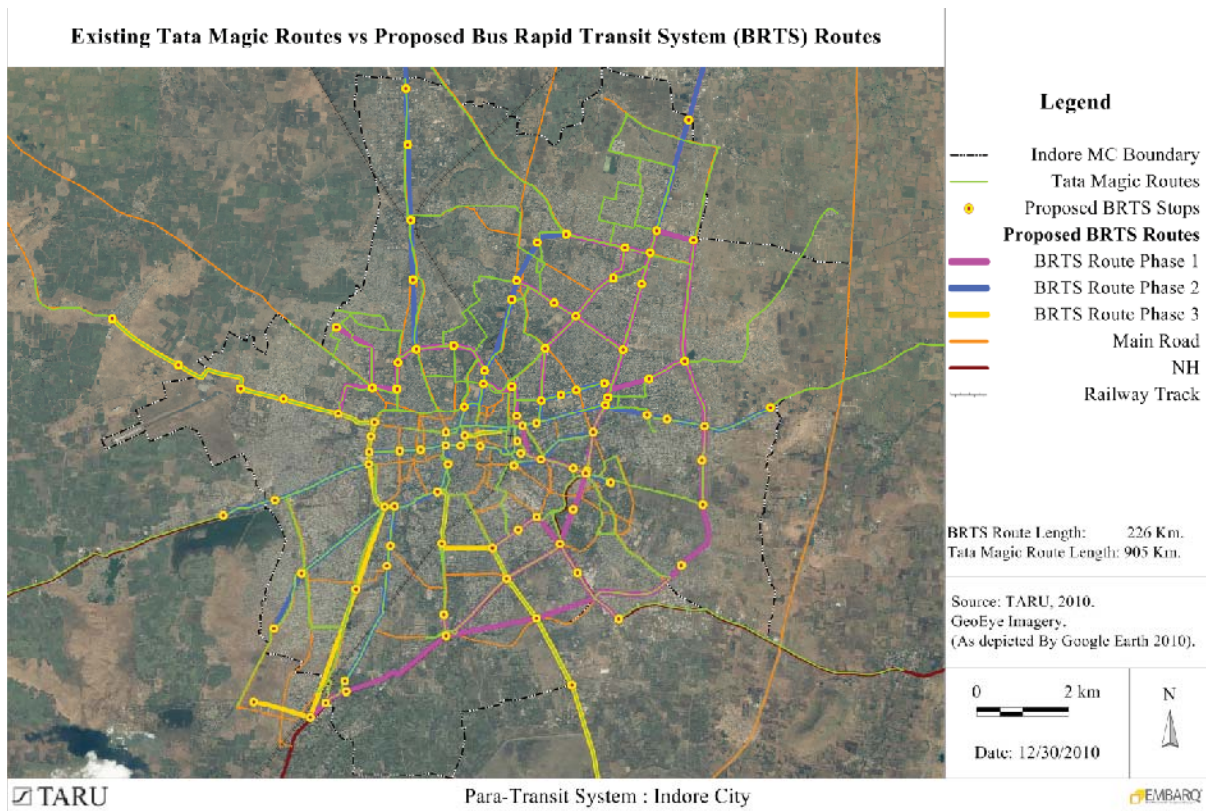 Existing Tata Magic Routes vs Proposed Bus Rapid Transit System (BRTS) Routes
Legend
Indore MC Boundary
Tata Magic Routes
Proposed BRTS Stops
Proposed BRTS Routes
BRTS Route Phase 1
BRTS Route Phase 2
BRTS Route Phase 3
Main Road
NH
Railway Track
BRTS Route Length: 226 Km.
Tata Magic Route Length: 905 Km.
Source: TARU, 2010.
GeoEye Imagery.
(As depicted By Google Earth 2010).
0 2 km
N
Date: 12/30/2010
TARU
Para-Transit System : Indore City
EMBARQ